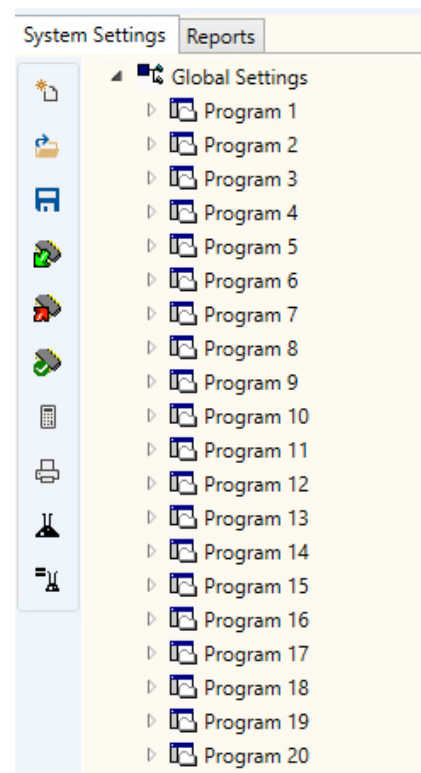 System Settings Reports
Global Settings
Program 1
Program 2
Program 3
Program 4
Program 5
Program 6
Program 7
Program 8
Program 9
Program 10
Program 11
Program 12
Program 13
Program 14
Program 15
Program 16
Program 17
Program 18
Program 19
Program 20